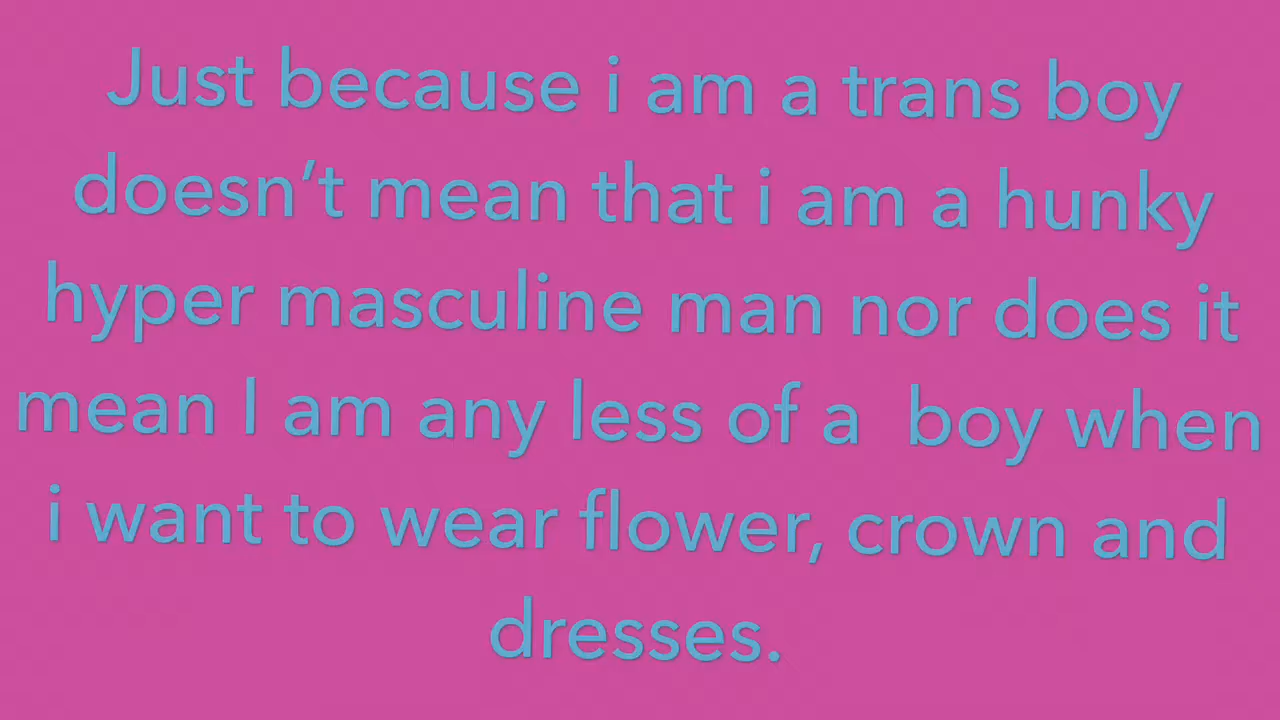 Just because i am a trans boy
doesn’t mean that i am a hunky
hyper masculine man nor does it
mean I am any less of a  boy when
i want to wear flower, crown and
dresses.